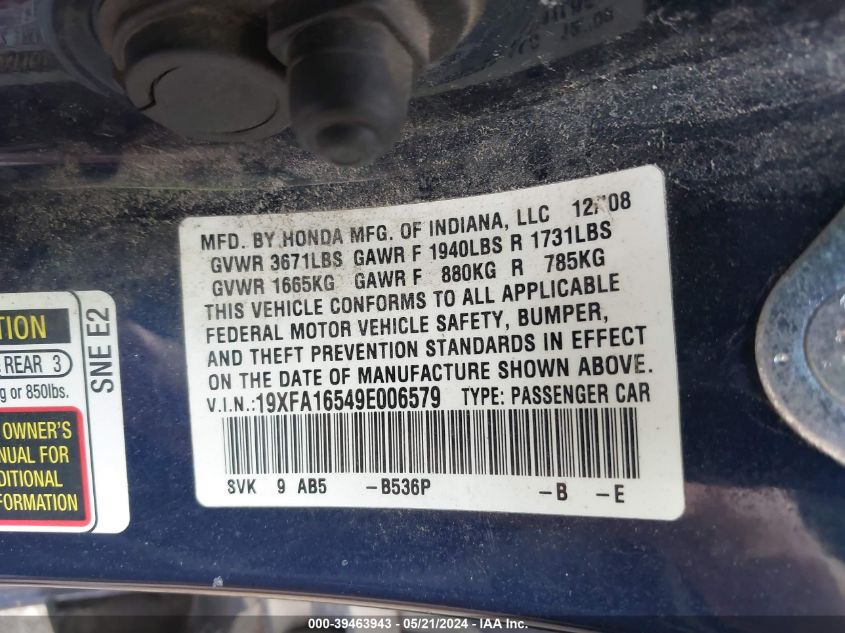 MFD. BY HONDA MFG. OF INDIANA, LLC 12/08
GVWR 3671LBS GAWR F 1940LBS R 1731LBS
GVWR 1665KG GAWR F 880KG R 785KG
THIS VEHICLE CONFORMS TO ALL APPLICABLE
FEDERAL MOTOR VEHICLE SAFETY, BUMPER,
AND THEFT PREVENTION STANDARDS IN EFFECT
ON THE DATE OF MANUFACTURE SHOWN ABOVE.
V.I.N.:19XFA16549E006579 TYPE: PASSENGER CAR
SVK 9 AB5 -B536P -B -E
REAR 3
g or 850lbs.
OWNER'S
FOR
SNE E2
000-39463943 / 05/21/2024 - IAA Inc.